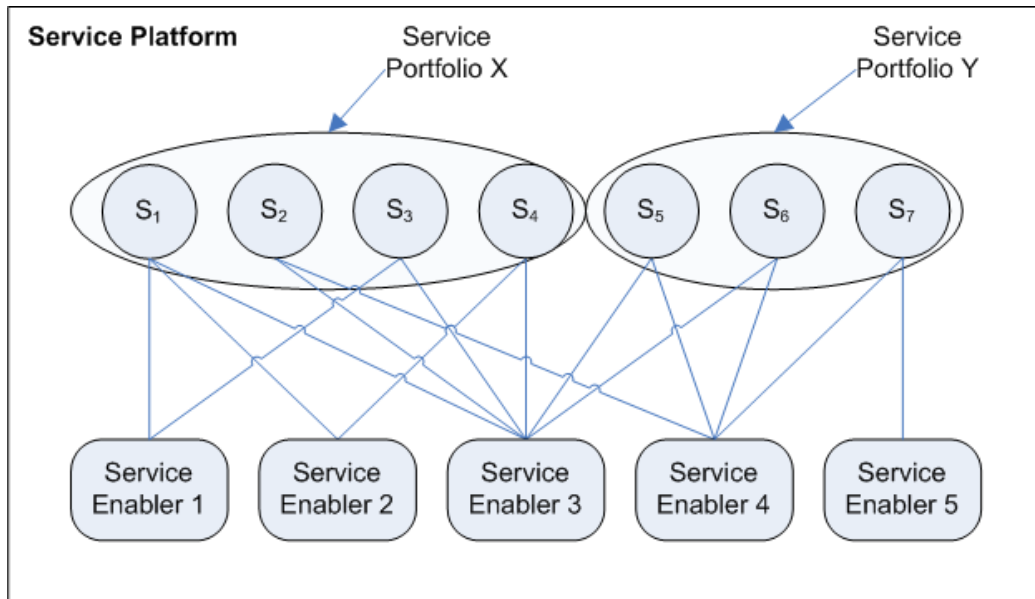 Service Platform
Service
Portfolio X
Service
Portfolio Y
S₁
S₂
S₃
S₄
S₅
S₆
S₇
Service
Enabler 1
Service
Enabler 2
Service
Enabler 3
Service
Enabler 4
Service
Enabler 5